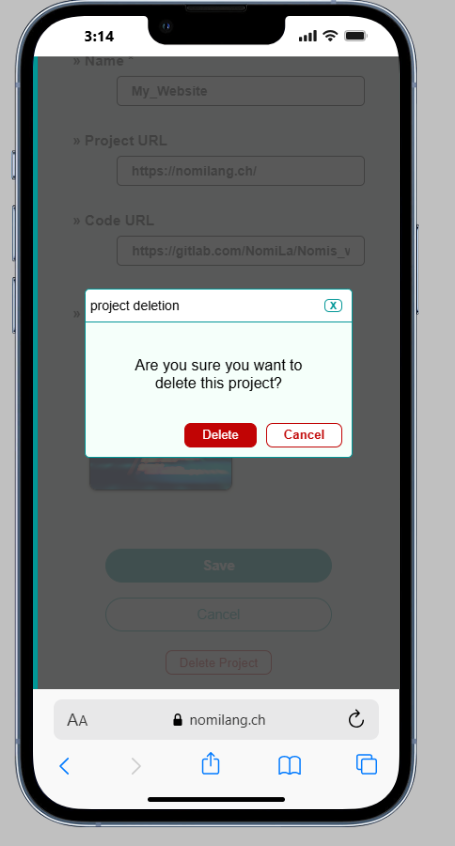 3:14
» Name *
My_Website
» Project URL
https://nomilang.ch/
» Code URL
https://gitlab.com/NomiLa/Nomis_v
»
project deletion
X
Are you sure you want to
delete this project?
Delete Cancel
Save
Cancel
Delete Project
AA nomilang.ch